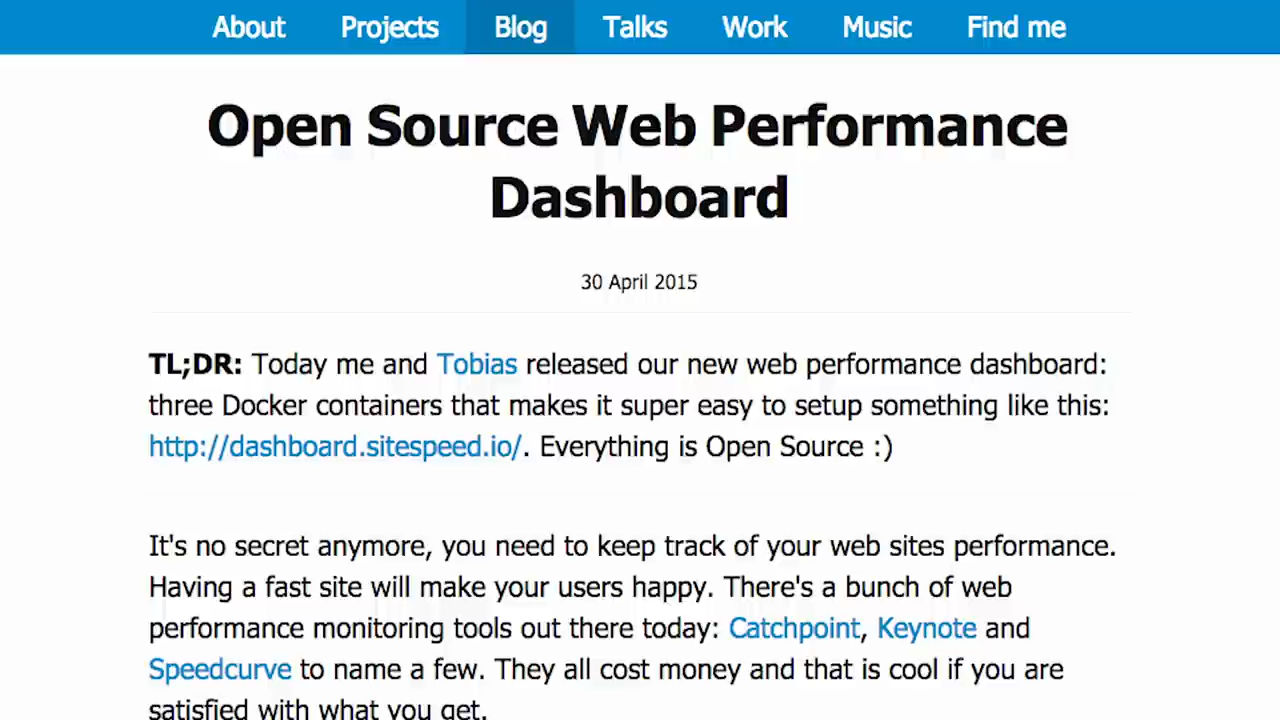 About Projects Blog Talks Work Music Find me
Open Source Web Performance
Dashboard
30 April 2015
TL;DR: Today me and Tobias released our new web performance dashboard:
three Docker containers that makes it super easy to setup something like this:
http://dashboard.sitespeed.io/. Everything is Open Source :)
It's no secret anymore, you need to keep track of your web sites performance.
Having a fast site will make your users happy. There's a bunch of web
performance monitoring tools out there today: Catchpoint, Keynote and
Speedcurve to name a few. They all cost money and that is cool if you are
satisfied with what you get.